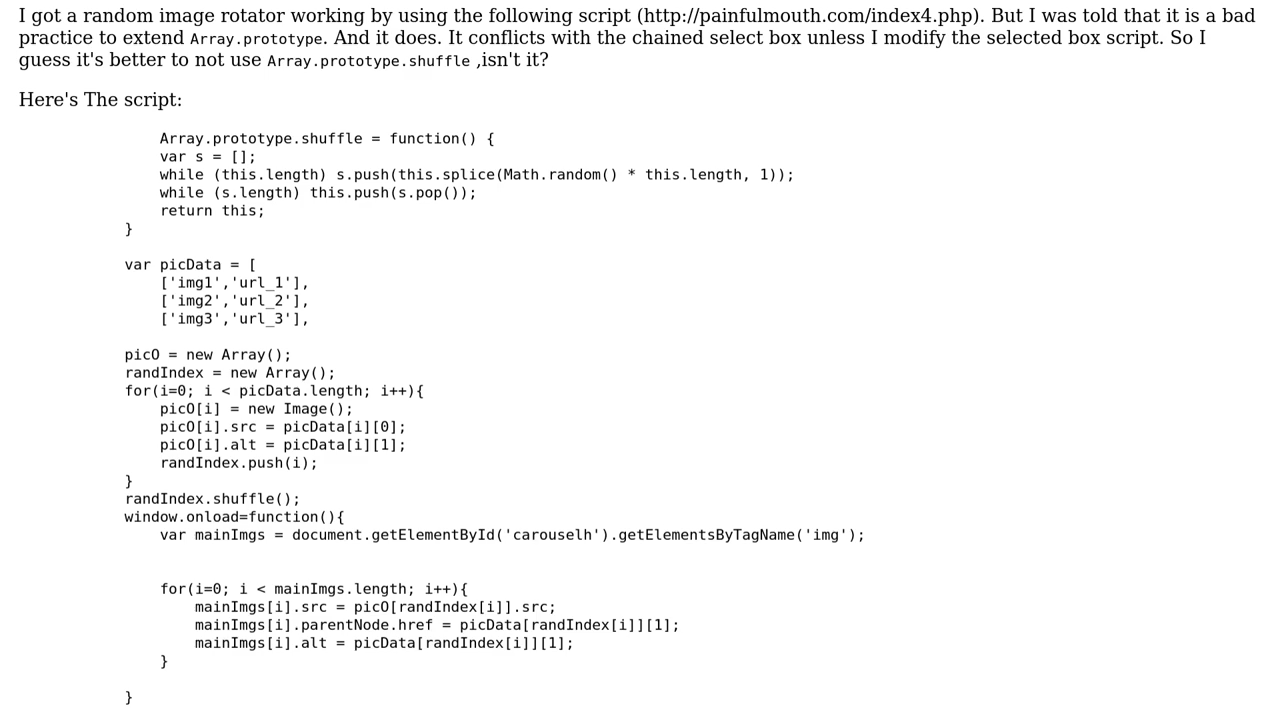 I got a random image rotator working by using the following script (http://painfulmouth.com/index4.php). But I was told that it is a bad
practice to extend Array.prototype. And it does. It conflicts with the chained select box unless I modify the selected box script. So I
guess it's better to not use Array.prototype.shuffle ,isn't it?
Here's The script:
Array.prototype.shuffle = function() {
var s = [];
while (this.length) s.push(this.splice(Math.random() * this.length, 1));
while (s.length) this.push(s.pop());
return this;
}
var picData = [
['img1','url_1'],
['img2','url_2'],
['img3','url_3'],
picO = new Array();
randIndex = new Array();
for(i=0; i < picData.length; i++){
picO[i] = new Image();
picO[i].src = picData[i][0];
picO[i].alt = picData[i][1];
randIndex.push(i);
}
randIndex.shuffle();
window.onload=function(){
var mainImgs = document.getElementById('carouselh').getElementsByTagName('img');
for(i=0; i < mainImgs.length; i++){
mainImgs[i].src = picO[randIndex[i]].src;
mainImgs[i].parentNode.href = picData[randIndex[i]][1];
mainImgs[i].alt = picData[randIndex[i]][1];
}
}